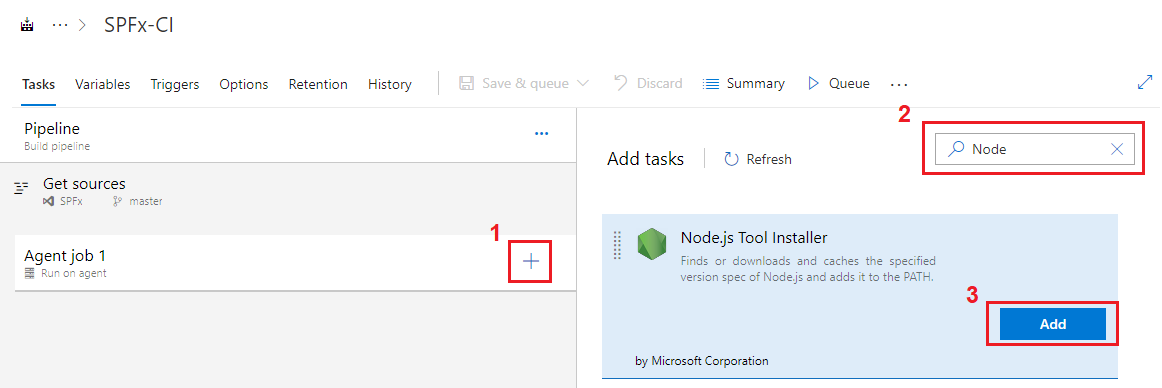 ... > SPFx-CI
Tasks Variables Triggers Options Retention History Save & queue Discard Summary Queue ...
2
Pipeline ...
Build pipeline
Node
Add tasks Refresh
Get sources
SPFx master
1
Agent job 1
Run on agent
Node.js Tool Installer
Finds or downloads and caches the specified
version spec of Node.js and adds it to the PATH.
3
Add
by Microsoft Corporation